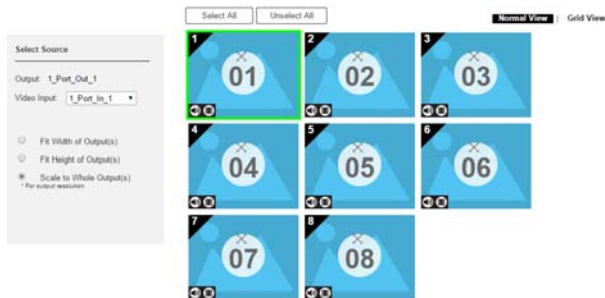 Select All Unselect All
Normal View | Grid View
Select Source
Output: 1_Port_Out_1
Video Input: 1_Port_In_1
Fit Width of Output(s)
Fit Height of Output(s)
Scale to Whole Output(s)
* Per output resolution
1 2 3
01 02 03
4 5 6
04 05 06
7 8
07 08